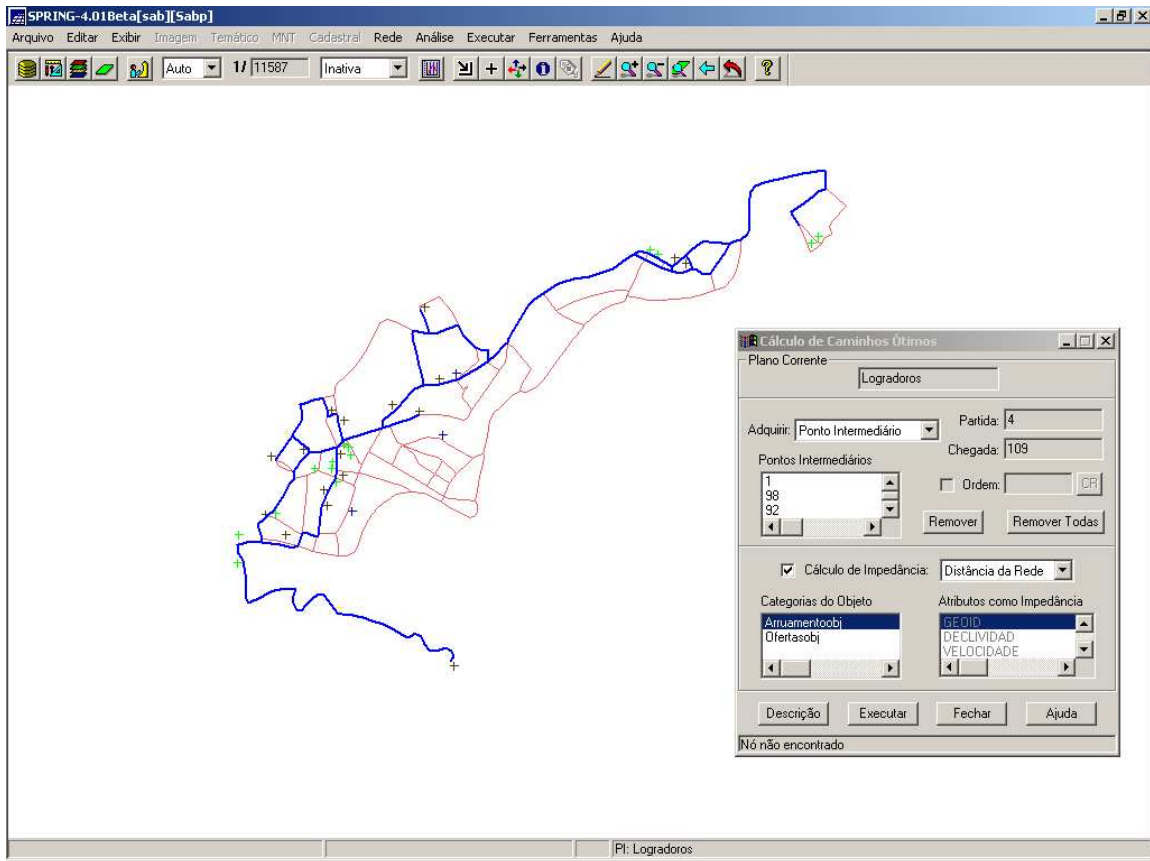 SPRING-4.01Beta[sab][Sabp]
Arquivo Editar Exibir Imagem Temático MNT Cadastral Rede Análise Executar Ferramentas Ajuda
Auto 1/ 11587 Inativa
Cálculo de Caminhos Ótimos
Plano Corrente
Logradoros
Adquirir: Ponto Intermediário
Partida: 4
Chegada: 109
Pontos Intermediários
1
98
92
Ordem: CR
Remover Remover Todas
Cálculo de Impedância: Distância da Rede
Categorias do Objeto
Arruamentoobj
Ofertasobj
Atributos como Impedância
GEOID
DECLIVIDAD
VELOCIDADE
Descrição Executar Fechar Ajuda
Nó não encontrado
PI: Logradoros